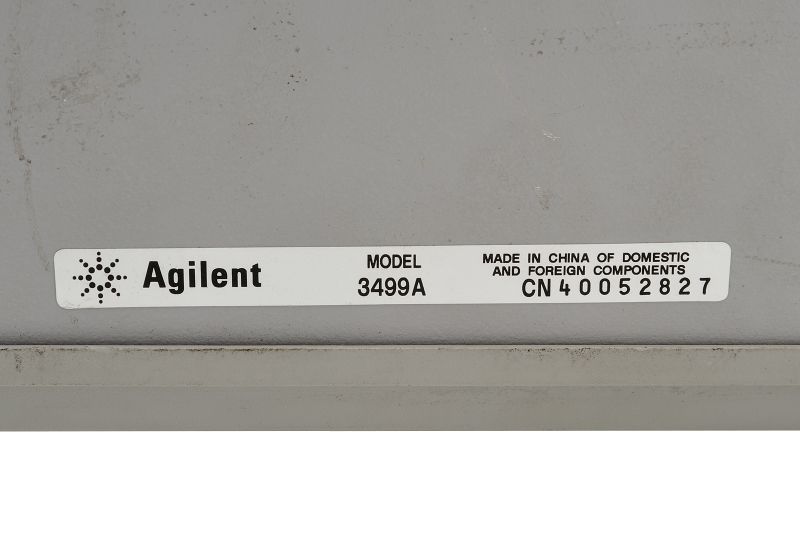 Agilent
MODEL
3499A
MADE IN CHINA OF DOMESTIC
AND FOREIGN COMPONENTS
CN40052827